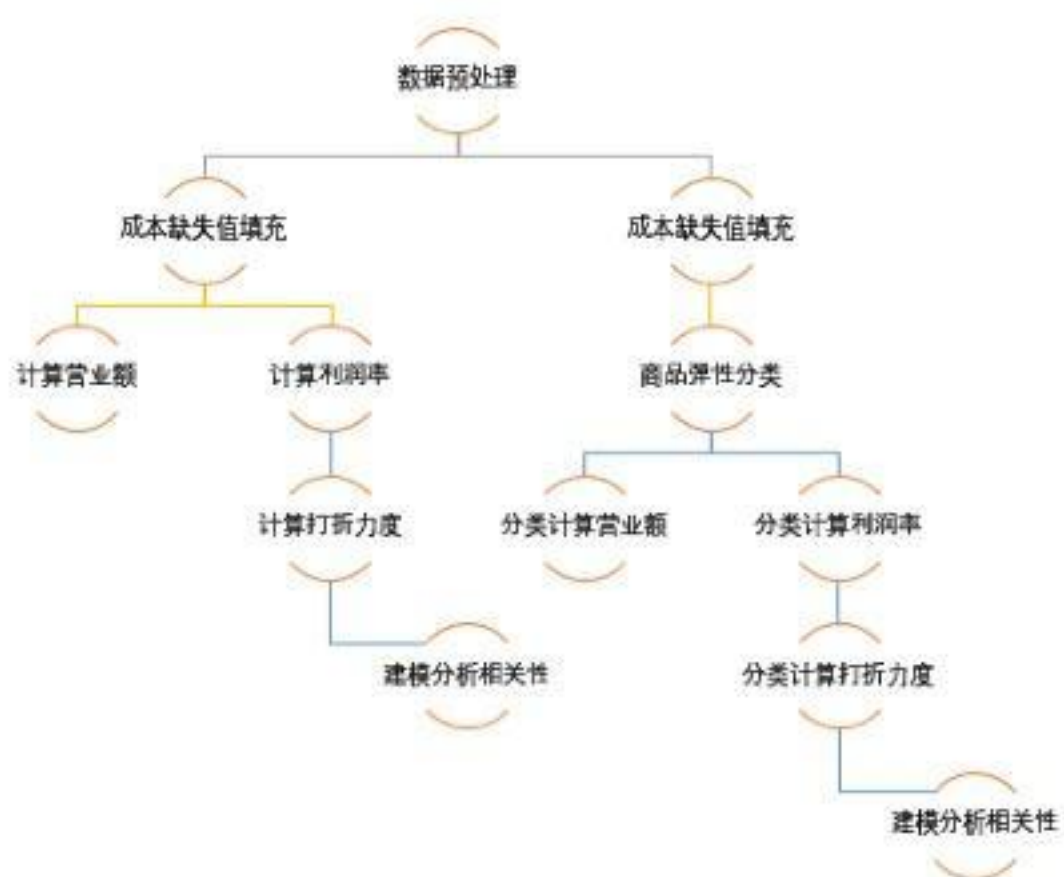 数据预处理
成本缺失值填充
成本缺失值填充
计算营业额
计算利润率
商品弹性分类
计算打折力度
分类计算营业额
分类计算利润率
建模分析相关性
分类计算打折力度
建模分析相关性